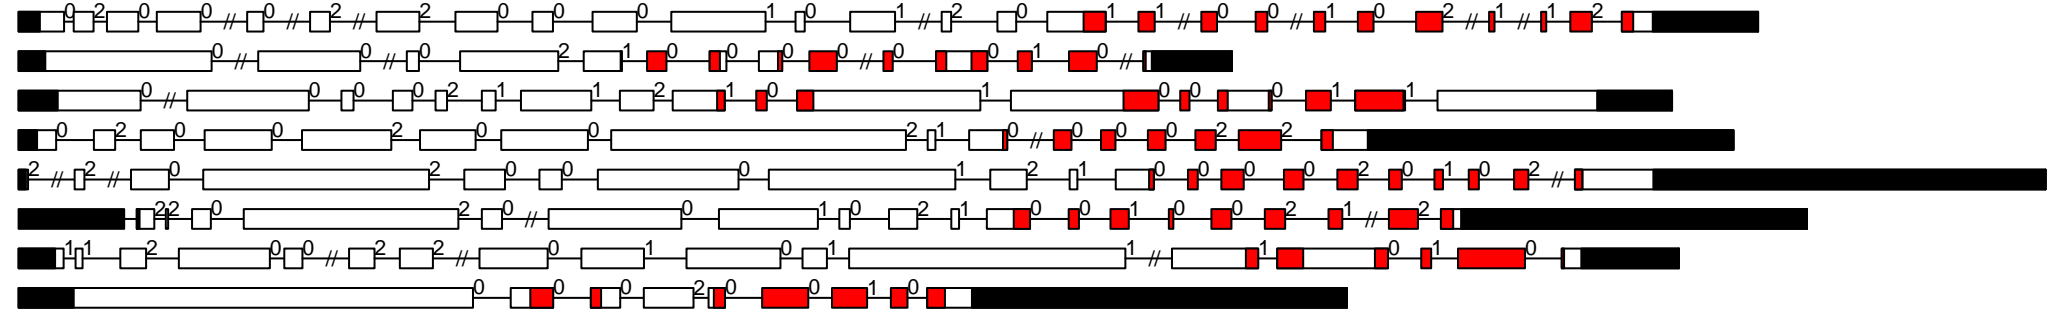 0 2 0 0 // 0 // 2 // 2 0 0 0 1 0 1 // 2 0 1 1 // 0 0 // 1 0 2 // 1 // 1 2
0 // 0 // 0 2 1 0 0 0 0 // 0 0 1 0 //
0 // 0 0 0 2 1 1 2 1 0 1 0 0 0 1 1
0 2 0 0 2 0 0 2 1 0 // 0 0 0 2 2
2 // 2 // 0 2 0 0 0 1 2 1 0 0 0 0 2 0 1 0 2 //
2 2 0 2 0 // 0 1 0 2 1 0 0 1 0 0 2 1 // 2
1 1 2 0 0 // 2 2 // 0 1 0 1 1 // 1 0 1 0
0 0 0 2 0 0 1 0